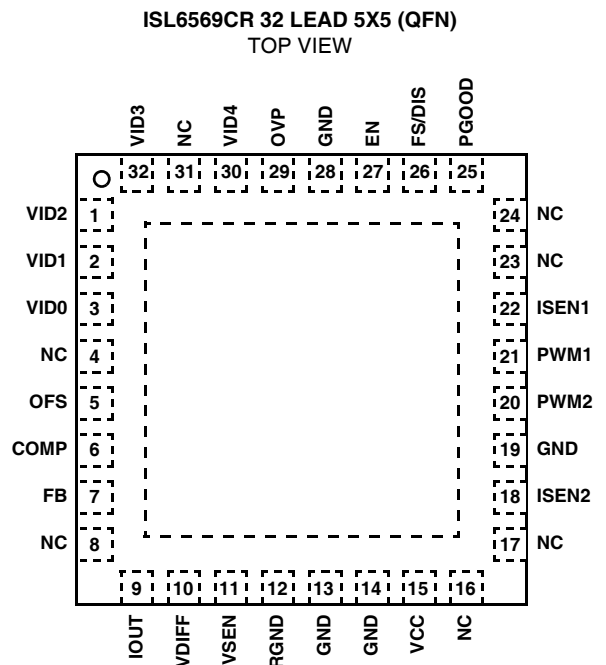 ISL6569CR 32 LEAD 5X5 (QFN)
TOP VIEW
VID3 NC VID4 OVP GND EN FS/DIS PGOOD
32 31 30 29 28 27 26 25
VID2 1 24 NC
VID1 2 23 NC
VID0 3 22 ISEN1
NC 4 21 PWM1
OFS 5 20 PWM2
COMP 6 19 GND
FB 7 18 ISEN2
NC 8 17 NC
9 10 11 12 13 14 15 16
IOUT VDIFF VSEN RGND GND GND VCC NC